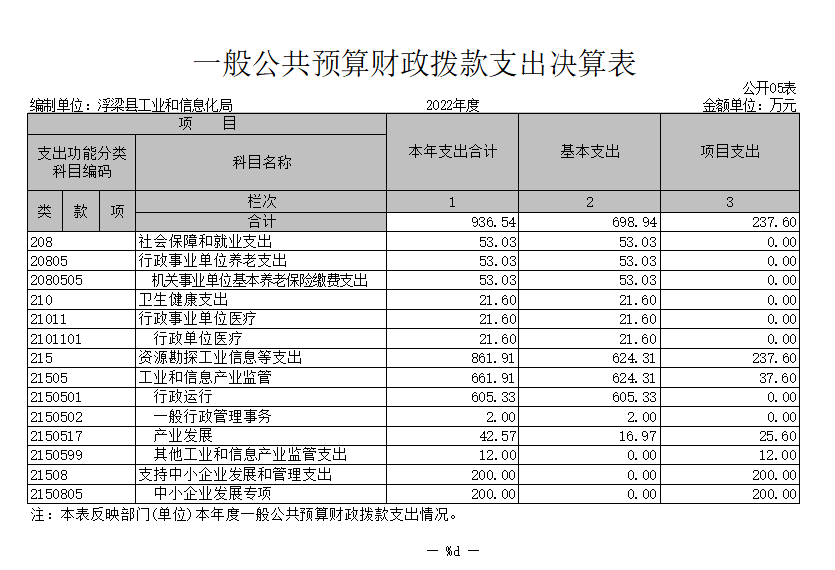 一般公共预算财政拨款支出决算表
公开05表
编制单位：浮梁县工业和信息化局 2022年度 金额单位：万元
项 目 本年支出合计 基本支出 项目支出
支出功能分类科目编码 科目名称
类 款 项 栏次 1 2 3
合计 936.54 698.94 237.60
208 社会保障和就业支出 53.03 53.03 0.00
20805 行政事业单位养老支出 53.03 53.03 0.00
2080505 机关事业单位基本养老保险缴费支出 53.03 53.03 0.00
210 卫生健康支出 21.60 21.60 0.00
21011 行政事业单位医疗 21.60 21.60 0.00
2101101 行政单位医疗 21.60 21.60 0.00
215 资源勘探工业信息等支出 861.91 624.31 237.60
21505 工业和信息产业监管 661.91 624.31 37.60
2150501 行政运行 605.33 605.33 0.00
2150502 一般行政管理事务 2.00 2.00 0.00
2150517 产业发展 42.57 16.97 25.60
2150599 其他工业和信息产业监管支出 12.00 0.00 12.00
21508 支持中小企业发展和管理支出 200.00 0.00 200.00
2150805 中小企业发展专项 200.00 0.00 200.00
注：本表反映部门(单位)本年度一般公共预算财政拨款支出情况。
— %d —